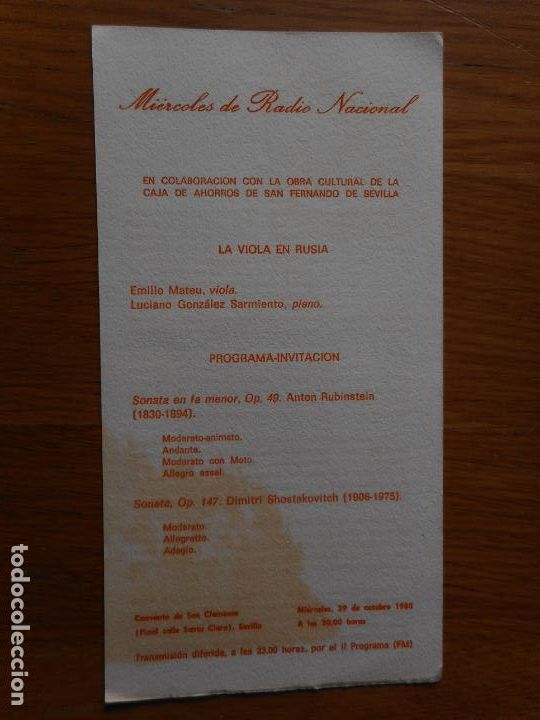 Miércoles de Radio Nacional
EN COLABORACION CON LA OBRA CULTURAL DE LA
CAJA DE AHORROS DE SAN FERNANDO DE SEVILLA
LA VIOLA EN RUSIA
Emilio Mateu, viola.
Luciano González Sarmiento, piano.
PROGRAMA-INVITACION
Sonata en fa menor, Op. 49. Anton Rubinstein
(1830-1894).
Moderato-animato.
Andante.
Moderato con Moto.
Allegro assai.
Sonata, Op. 147. Dimitri Shostakovitch (1906-1975).
Moderato.
Allegretto.
Adagio.
Convento de San Clemente
(Final calle Santa Clara). Sevilla
Miércoles, 29 de octubre 1980
A las 20,00 horas
Transmisión diferida, a las 23,00 horas, por el II Programa (FM)
todocoleccion